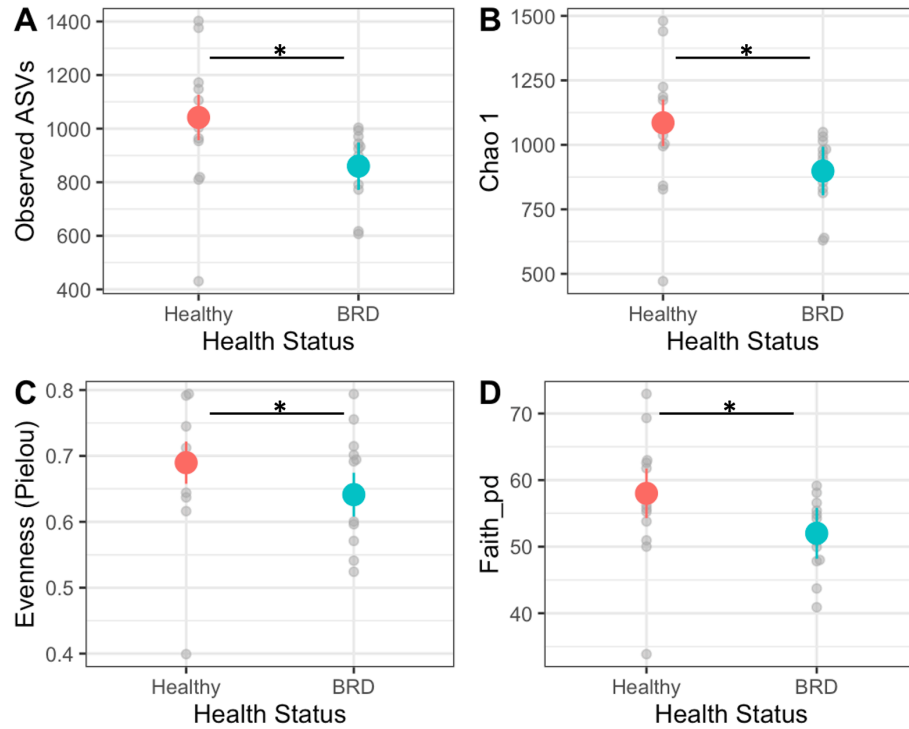 A
Observed ASVs
1400
1200
1000
800
600
400
*
Healthy
BRD
Health Status
B
Chao 1
1500
1250
1000
750
500
*
Healthy
BRD
Health Status
C
Evenness (Pielou)
0.8
0.7
0.6
0.5
0.4
*
Healthy
BRD
Health Status
D
Faith_pd
70
60
50
40
*
Healthy
BRD
Health Status